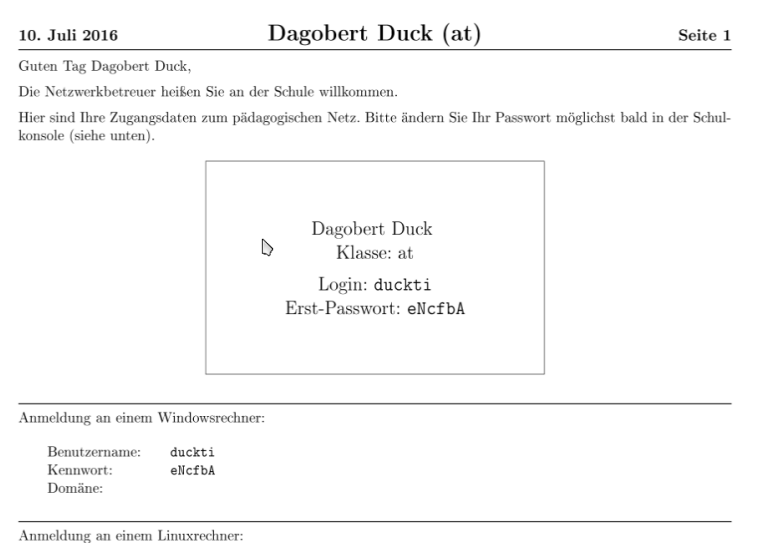 10. Juli 2016 Dagobert Duck (at) Seite 1
Guten Tag Dagobert Duck,
Die Netzwerkbetreuer heißen Sie an der Schule willkommen.
Hier sind Ihre Zugangsdaten zum pädagogischen Netz. Bitte ändern Sie Ihr Passwort möglichst bald in der Schul-
konsole (siehe unten).
Dagobert Duck
Klasse: at
Login: duckti
Erst-Passwort: eNcfbA
Anmeldung an einem Windowsrechner:
Benutzername: duckti
Kennwort: eNcfbA
Domäne:
Anmeldung an einem Linuxrechner: